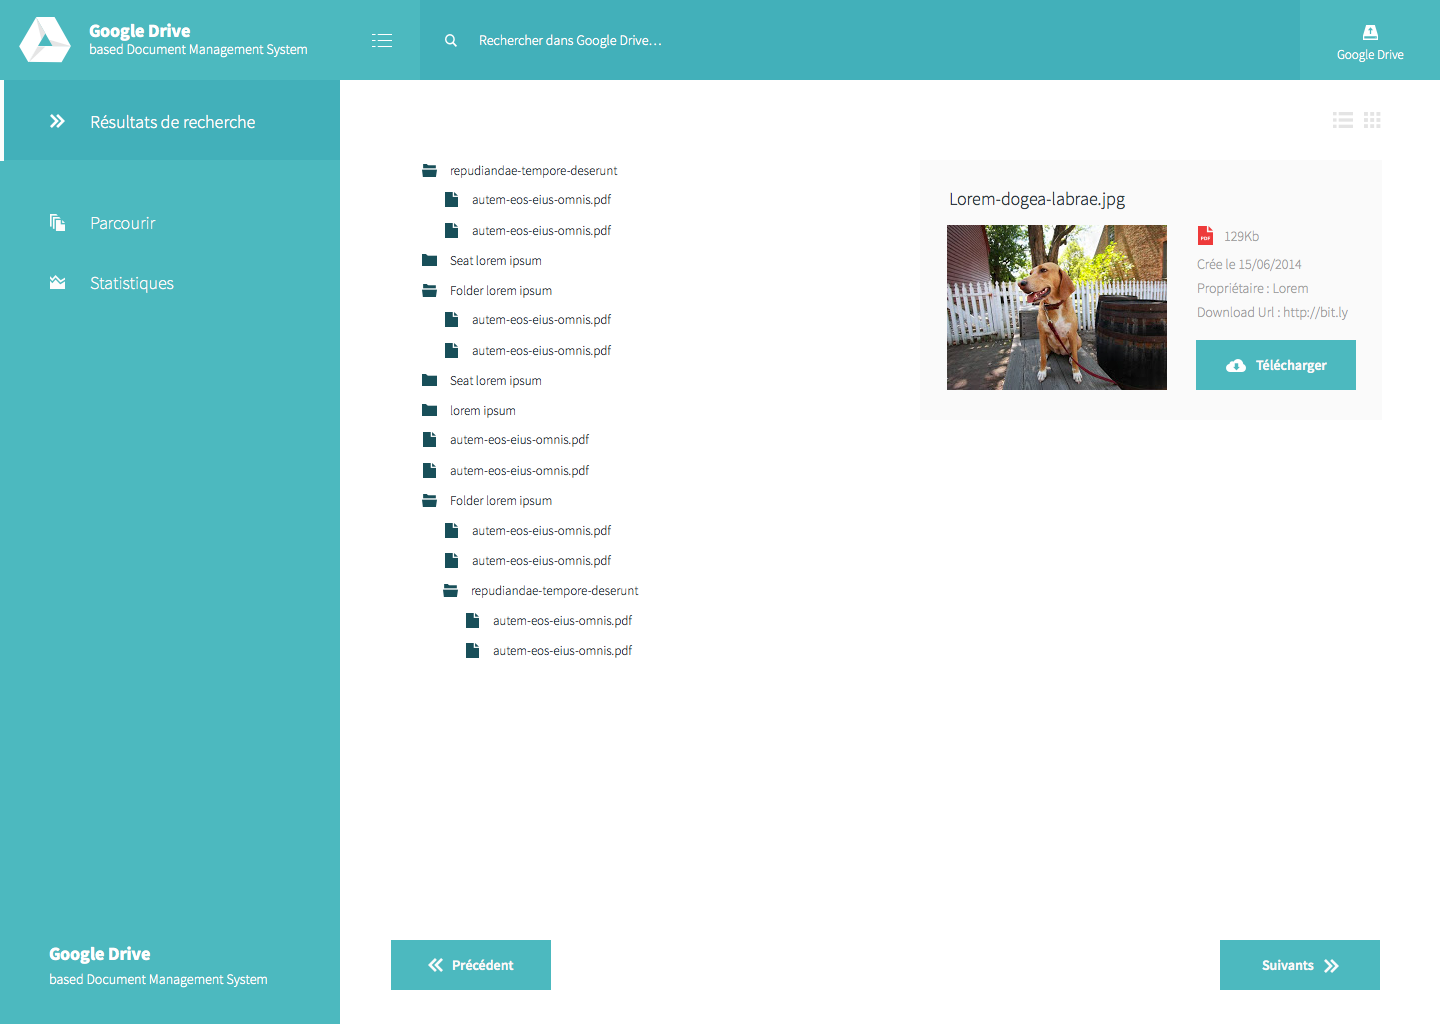 Google Drive
based Document Management System
Rechercher dans Google Drive...
Google Drive
Résultats de recherche
Parcourir
Statistiques
repudiandae-tempore-deserunt
autem-eos-eius-omnis.pdf
autem-eos-eius-omnis.pdf
Seat lorem ipsum
Folder lorem ipsum
autem-eos-eius-omnis.pdf
autem-eos-eius-omnis.pdf
Seat lorem ipsum
lorem ipsum
autem-eos-eius-omnis.pdf
autem-eos-eius-omnis.pdf
Folder lorem ipsum
autem-eos-eius-omnis.pdf
autem-eos-eius-omnis.pdf
repudiandae-tempore-deserunt
autem-eos-eius-omnis.pdf
autem-eos-eius-omnis.pdf
Lorem-dogea-labrae.jpg
PDF 129Kb
Crée le 15/06/2014
Propriétaire : Lorem
Download Url : http://bit.ly
Télécharger
Précédent
Suivants
Google Drive
based Document Management System